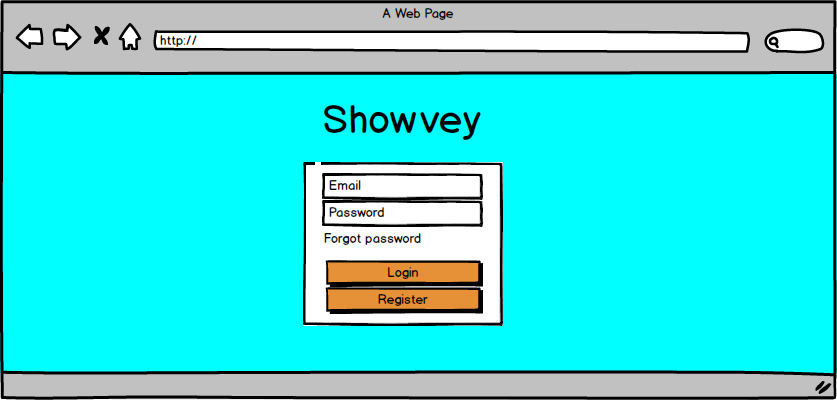 A Web Page
http://
Showvey
Email
Password
Forgot password
Login
Register